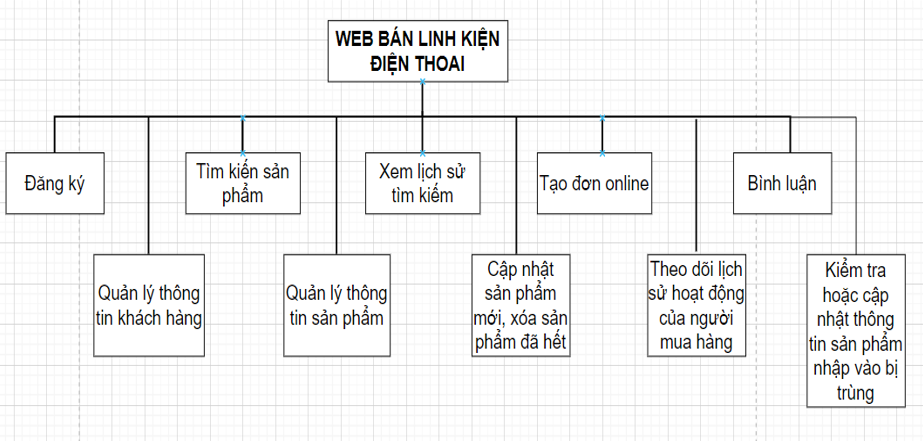 WEB BÁN LINH KIỆN
ĐIỆN THOAI
Đăng ký
Tìm kiến sản
phẩm
Xem lịch sử
tìm kiếm
Tạo đơn online
Bình luận
Quản lý thông
tin khách hàng
Quản lý thông
tin sản phẩm
Cập nhật
sản phẩm
mới, xóa sản
phẩm đã hết
Theo dõi lịch
sử hoạt động
của người
mua hàng
Kiểm tra
hoặc cập
nhật thông
tin sản phẩm
nhập vào bị
trùng